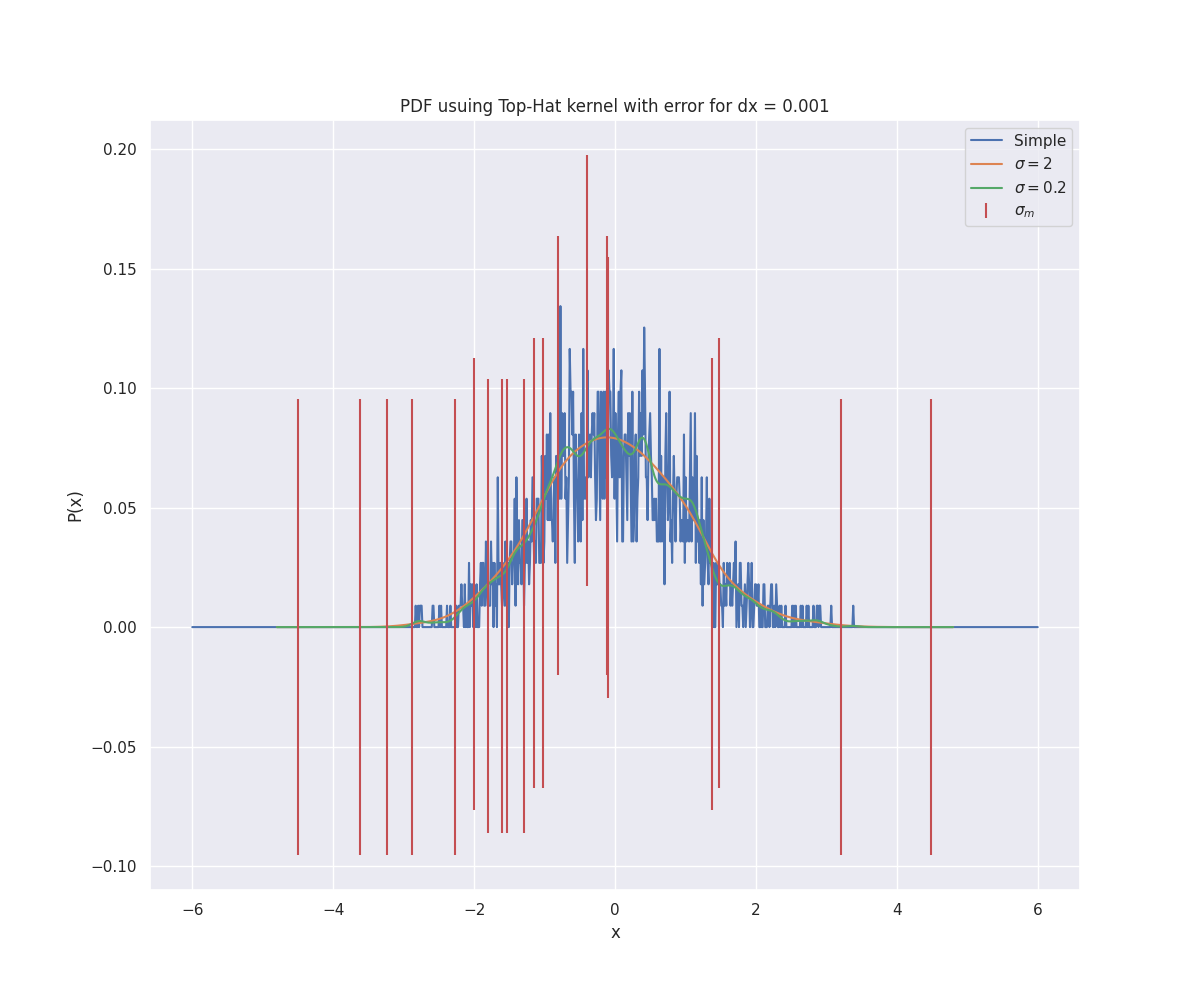 PDF usuing Top-Hat kernel with error for dx = 0.001
Simple
σ = 2
σ = 0.2
σm
0.20
0.15
0.10
0.05
0.00
−0.05
−0.10
P(x)
−6
−4
−2
0
2
4
6
x